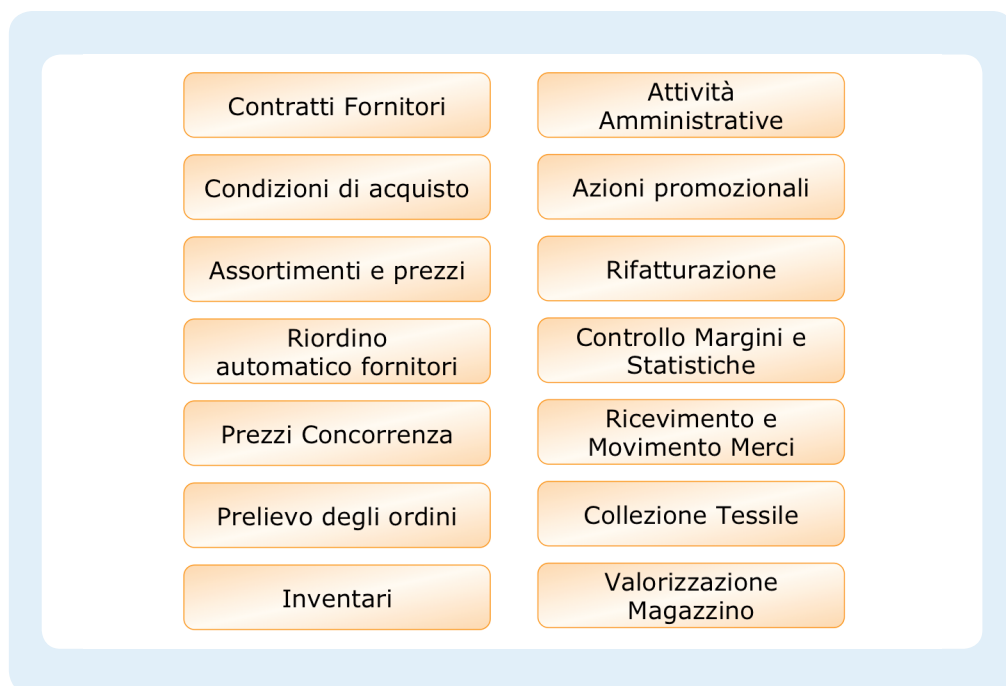 Contratti Fornitori
Condizioni di acquisto
Assortimenti e prezzi
Riordino
automatico fornitori
Prezzi Concorrenza
Prelievo degli ordini
Inventari
Attività
Amministrative
Azioni promozionali
Rifatturazione
Controllo Margini e
Statistiche
Ricevimento e
Movimento Merci
Collezione Tessile
Valorizzazione
Magazzino